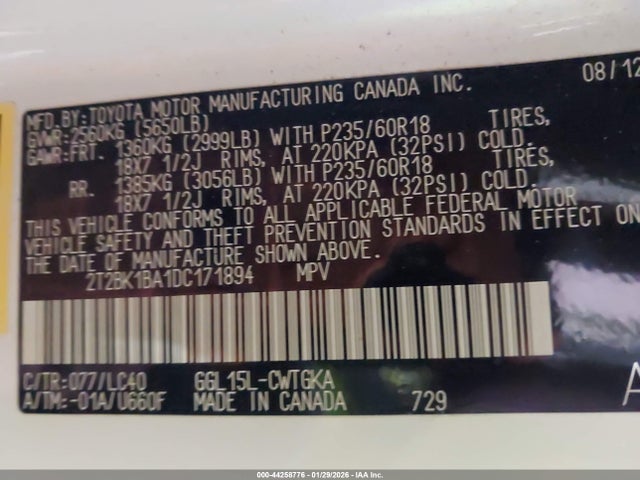 MFD.BY:TOYOTA MOTOR MANUFACTURING CANADA INC. 08/12
GVWR:2560KG (5650LB)
GAWR:FRT. 1360KG (2999LB) WITH P235/60R18 TIRES,
18X7 1/2J RIMS, AT 220KPA (32PSI) COLD.
RR. 1385KG (3056LB) WITH P235/60R18 TIRES,
18X7 1/2J RIMS, AT 220KPA (32PSI) COLD.
THIS VEHICLE CONFORMS TO ALL APPLICABLE FEDERAL MOTOR
VEHICLE SAFETY AND THEFT PREVENTION STANDARDS IN EFFECT ON
THE DATE OF MANUFACTURE SHOWN ABOVE.
2T2BK1BA1DC171894 MPV
C/TR:077/LC40 GGL15L-CWTGKA
A/TM:-01A/U660F MADE IN CANADA 729
000-44258776 - 01/29/2026 - IAA Inc.